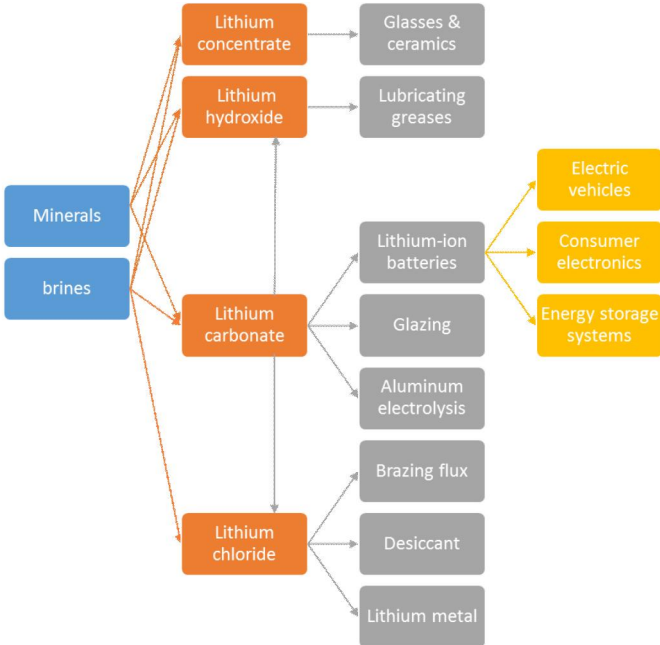 Minerals
brines
Lithium
concentrate
Lithium
hydroxide
Lithium
carbonate
Lithium
chloride
Glasses &
ceramics
Lubricating
greases
Lithium-ion
batteries
Glazing
Aluminum
electrolysis
Brazing flux
Desiccant
Lithium metal
Electric
vehicles
Consumer
electronics
Energy storage
systems